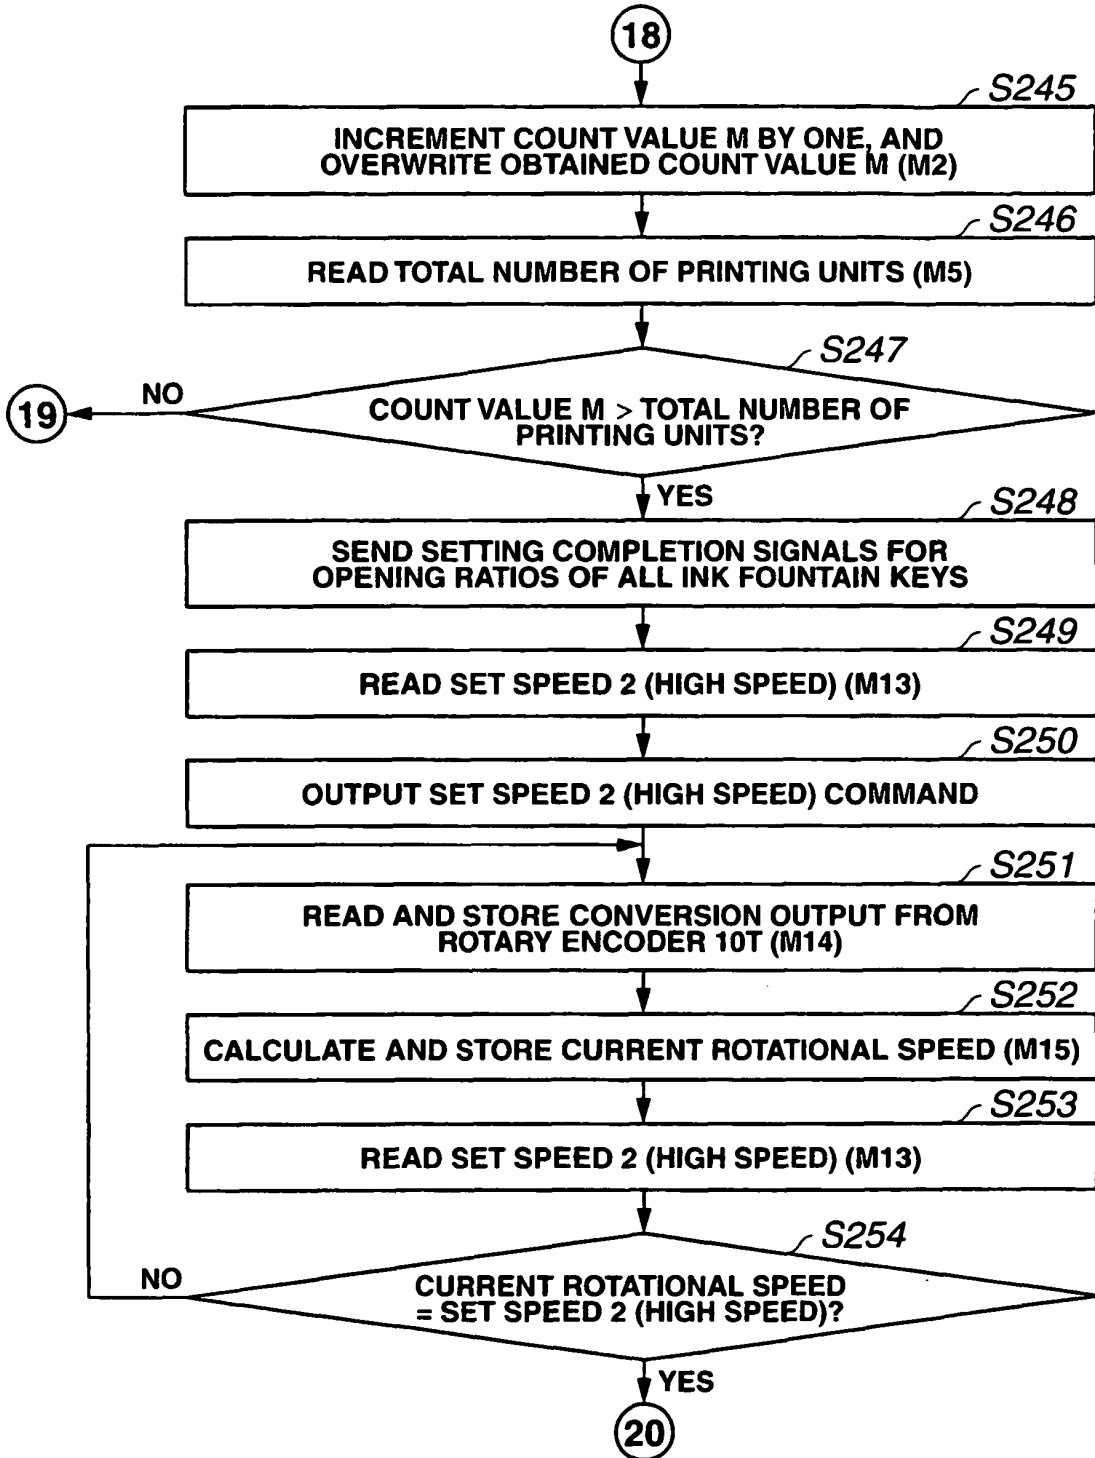 18
S245
INCREMENT COUNT VALUE M BY ONE, AND
OVERWRITE OBTAINED COUNT VALUE M (M2)
S246
READ TOTAL NUMBER OF PRINTING UNITS (M5)
S247
NO
19
COUNT VALUE M > TOTAL NUMBER OF
PRINTING UNITS?
YES
S248
SEND SETTING COMPLETION SIGNALS FOR
OPENING RATIOS OF ALL INK FOUNTAIN KEYS
S249
READ SET SPEED 2 (HIGH SPEED) (M13)
S250
OUTPUT SET SPEED 2 (HIGH SPEED) COMMAND
S251
READ AND STORE CONVERSION OUTPUT FROM
ROTARY ENCODER 10T (M14)
S252
CALCULATE AND STORE CURRENT ROTATIONAL SPEED (M15)
S253
READ SET SPEED 2 (HIGH SPEED) (M13)
S254
NO
CURRENT ROTATIONAL SPEED
= SET SPEED 2 (HIGH SPEED)?
YES
20